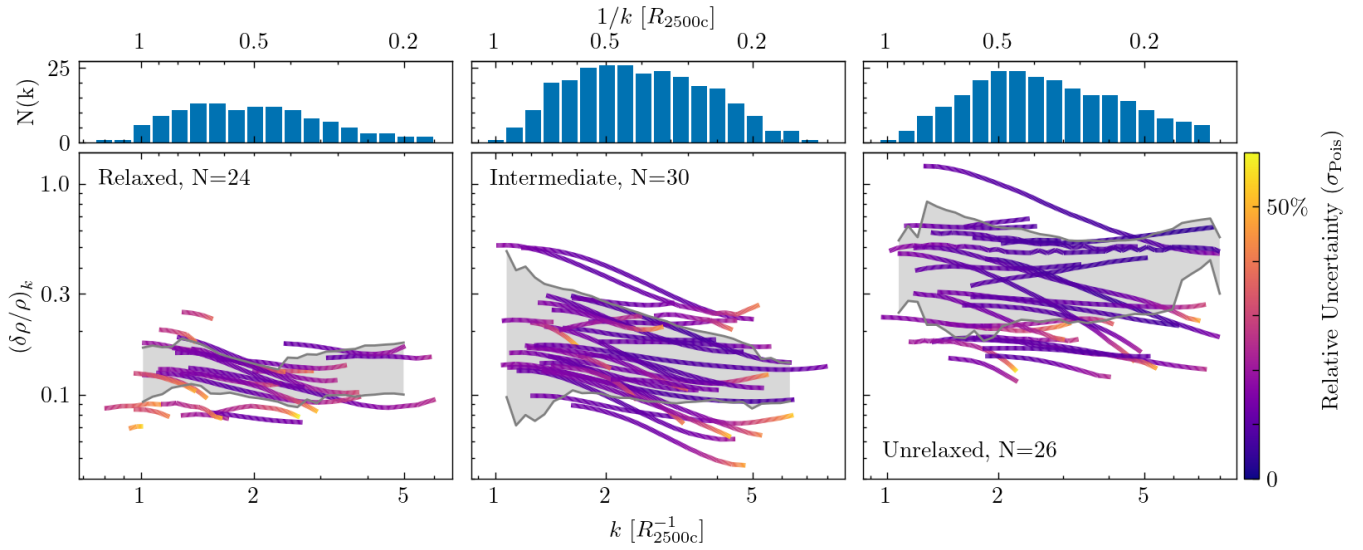 1/k [R2500c]
1 0.5 0.2 1 0.5 0.2 1 0.5 0.2
N(k)
25
0
(δρ/ρ)k
1.0
0.3
0.1
Relaxed, N=24
Intermediate, N=30
Unrelaxed, N=26
1 2 5 1 2 5 1 2 5
k [R−1 2500c]
50%
0
Relative Uncertainty (σPois)